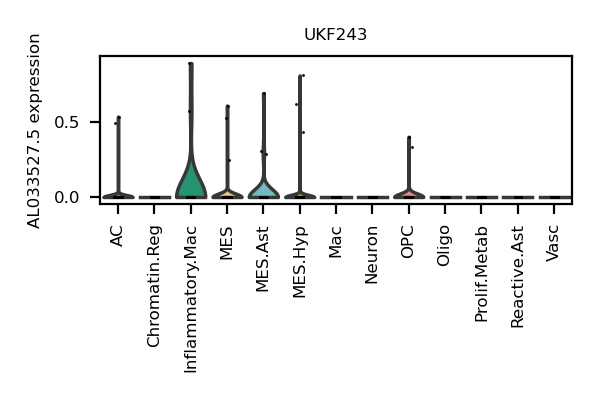 UKF243
AL033527.5 expression
0.5
0.0
AC
Chromatin.Reg
Inflammatory.Mac
MES
MES.Ast
MES.Hyp
Mac
Neuron
OPC
Oligo
Prolif.Metab
Reactive.Ast
Vasc